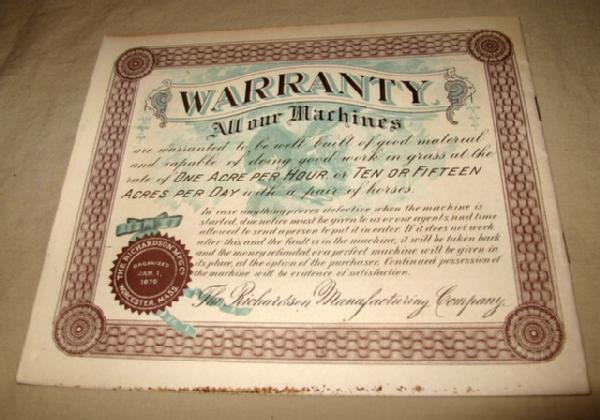 WARRANTY
All our Machines
are warranted to be well built of good material
and capable of doing good work in grass at the
rate of ONE ACRE PER HOUR, or TEN OR FIFTEEN
ACRES PER DAY with a pair of horses.
In case anything proves defective when the machine is
started, due notice must be given to us or our agents, and time
allowed to send a person to put it in order. If it does not work
after this and the fault is in the machine, it will be taken back
and the money refunded, or a perfect machine will be given in
its place, at the option of the purchaser. Continued possession of
the machine will be evidence of satisfaction.
The Richardson Manufacturing Company.
THE RICHARDSON M'F'G CO.
ORGANIZED
JAN. 1,
1870
WORCESTER, MASS.